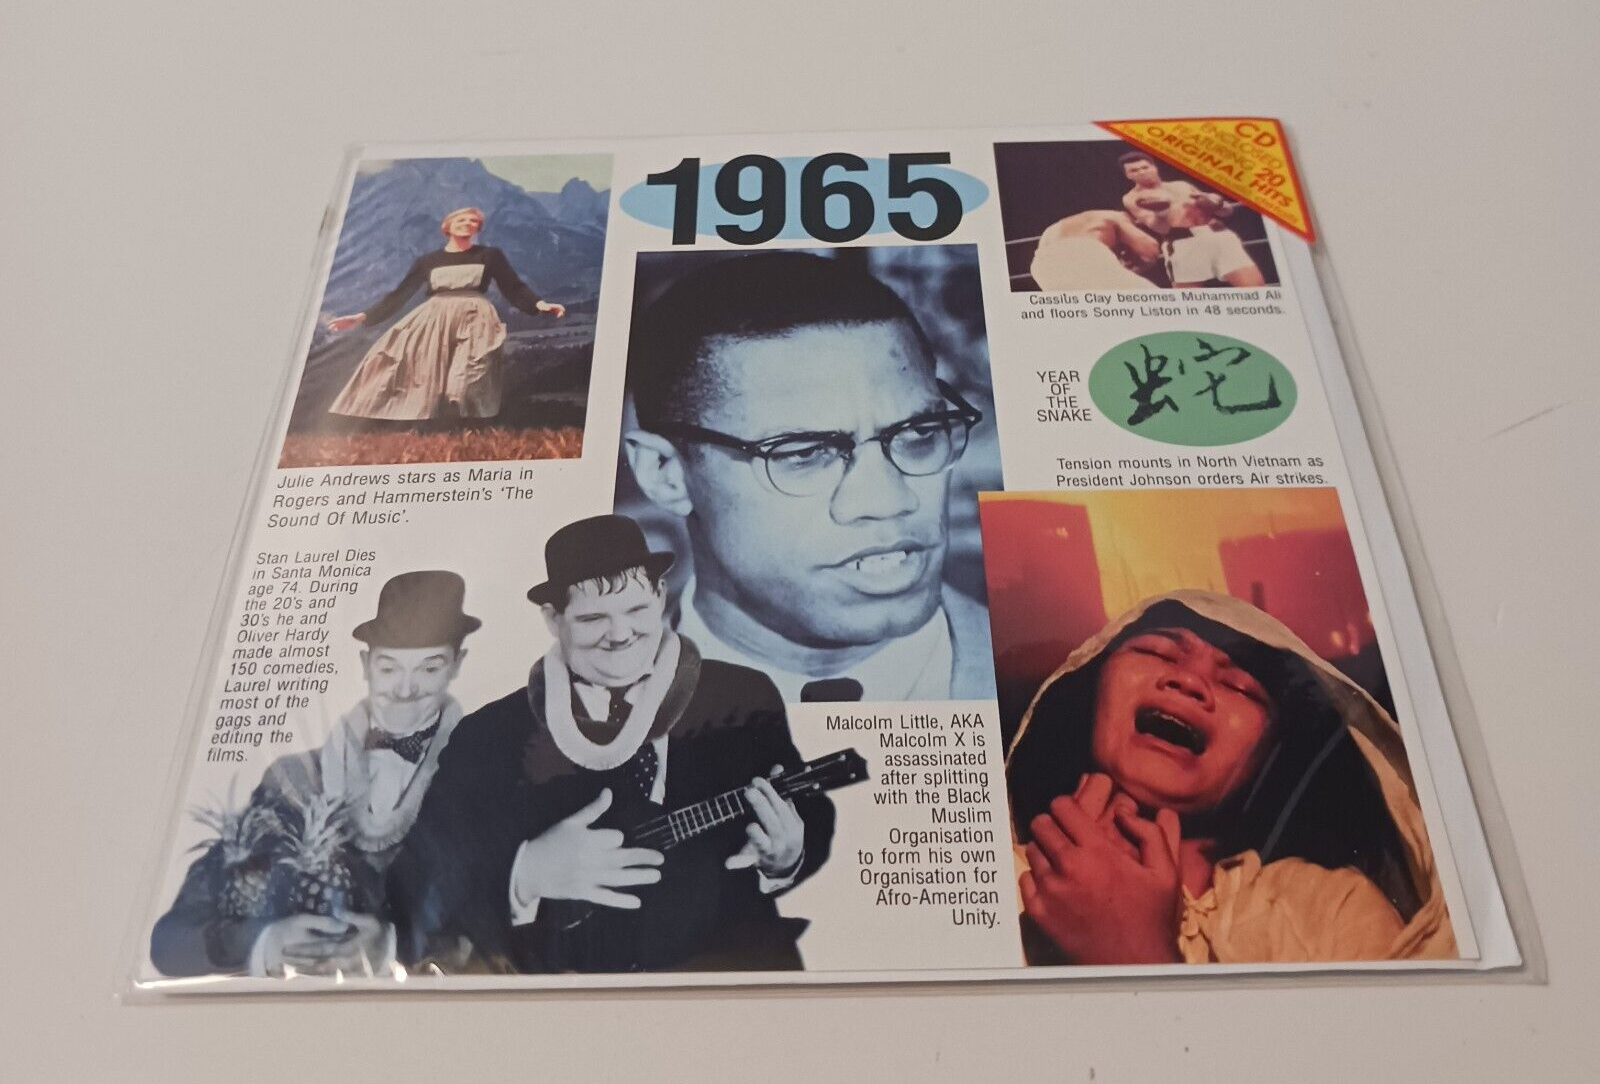 1965
CD
ENCLOSED
FEATURING 20
ORIGINAL HITS
Julie Andrews stars as Maria in
Rogers and Hammerstein's 'The
Sound Of Music'.
Cassius Clay becomes Muhammad Ali
and floors Sonny Liston in 48 seconds.
YEAR
OF
THE
SNAKE
蛇
Tension mounts in North Vietnam as
President Johnson orders Air strikes.
Stan Laurel Dies
in Santa Monica
age 74. During
the 20's and
30's he and
Oliver Hardy
made almost
150 comedies,
Laurel writing
most of the
gags and
editing the
films.
Malcolm Little, AKA
Malcolm X is
assassinated
after splitting
with the Black
Muslim
Organisation
to form his own
Organisation for
Afro-American
Unity.